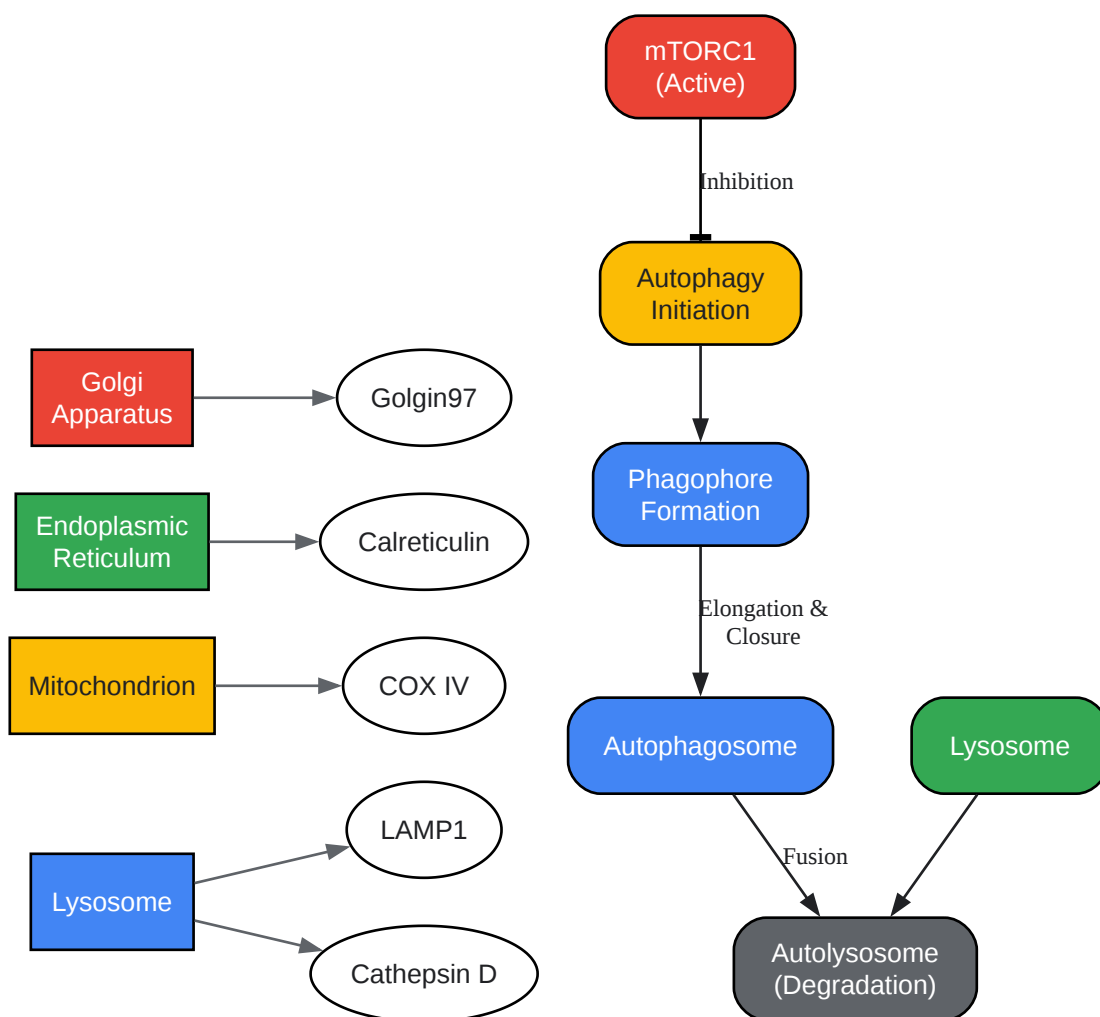 mTORC1
(Active)
Inhibition
Autophagy
Initiation
Golgi
Apparatus
Golgin97
Phagophore
Formation
Endoplasmic
Reticulum
Calreticulin
Elongation &
Closure
Mitochondrion
COX IV
Autophagosome
Lysosome
LAMP1
Fusion
Lysosome
Cathepsin D
Autolysosome
(Degradation)